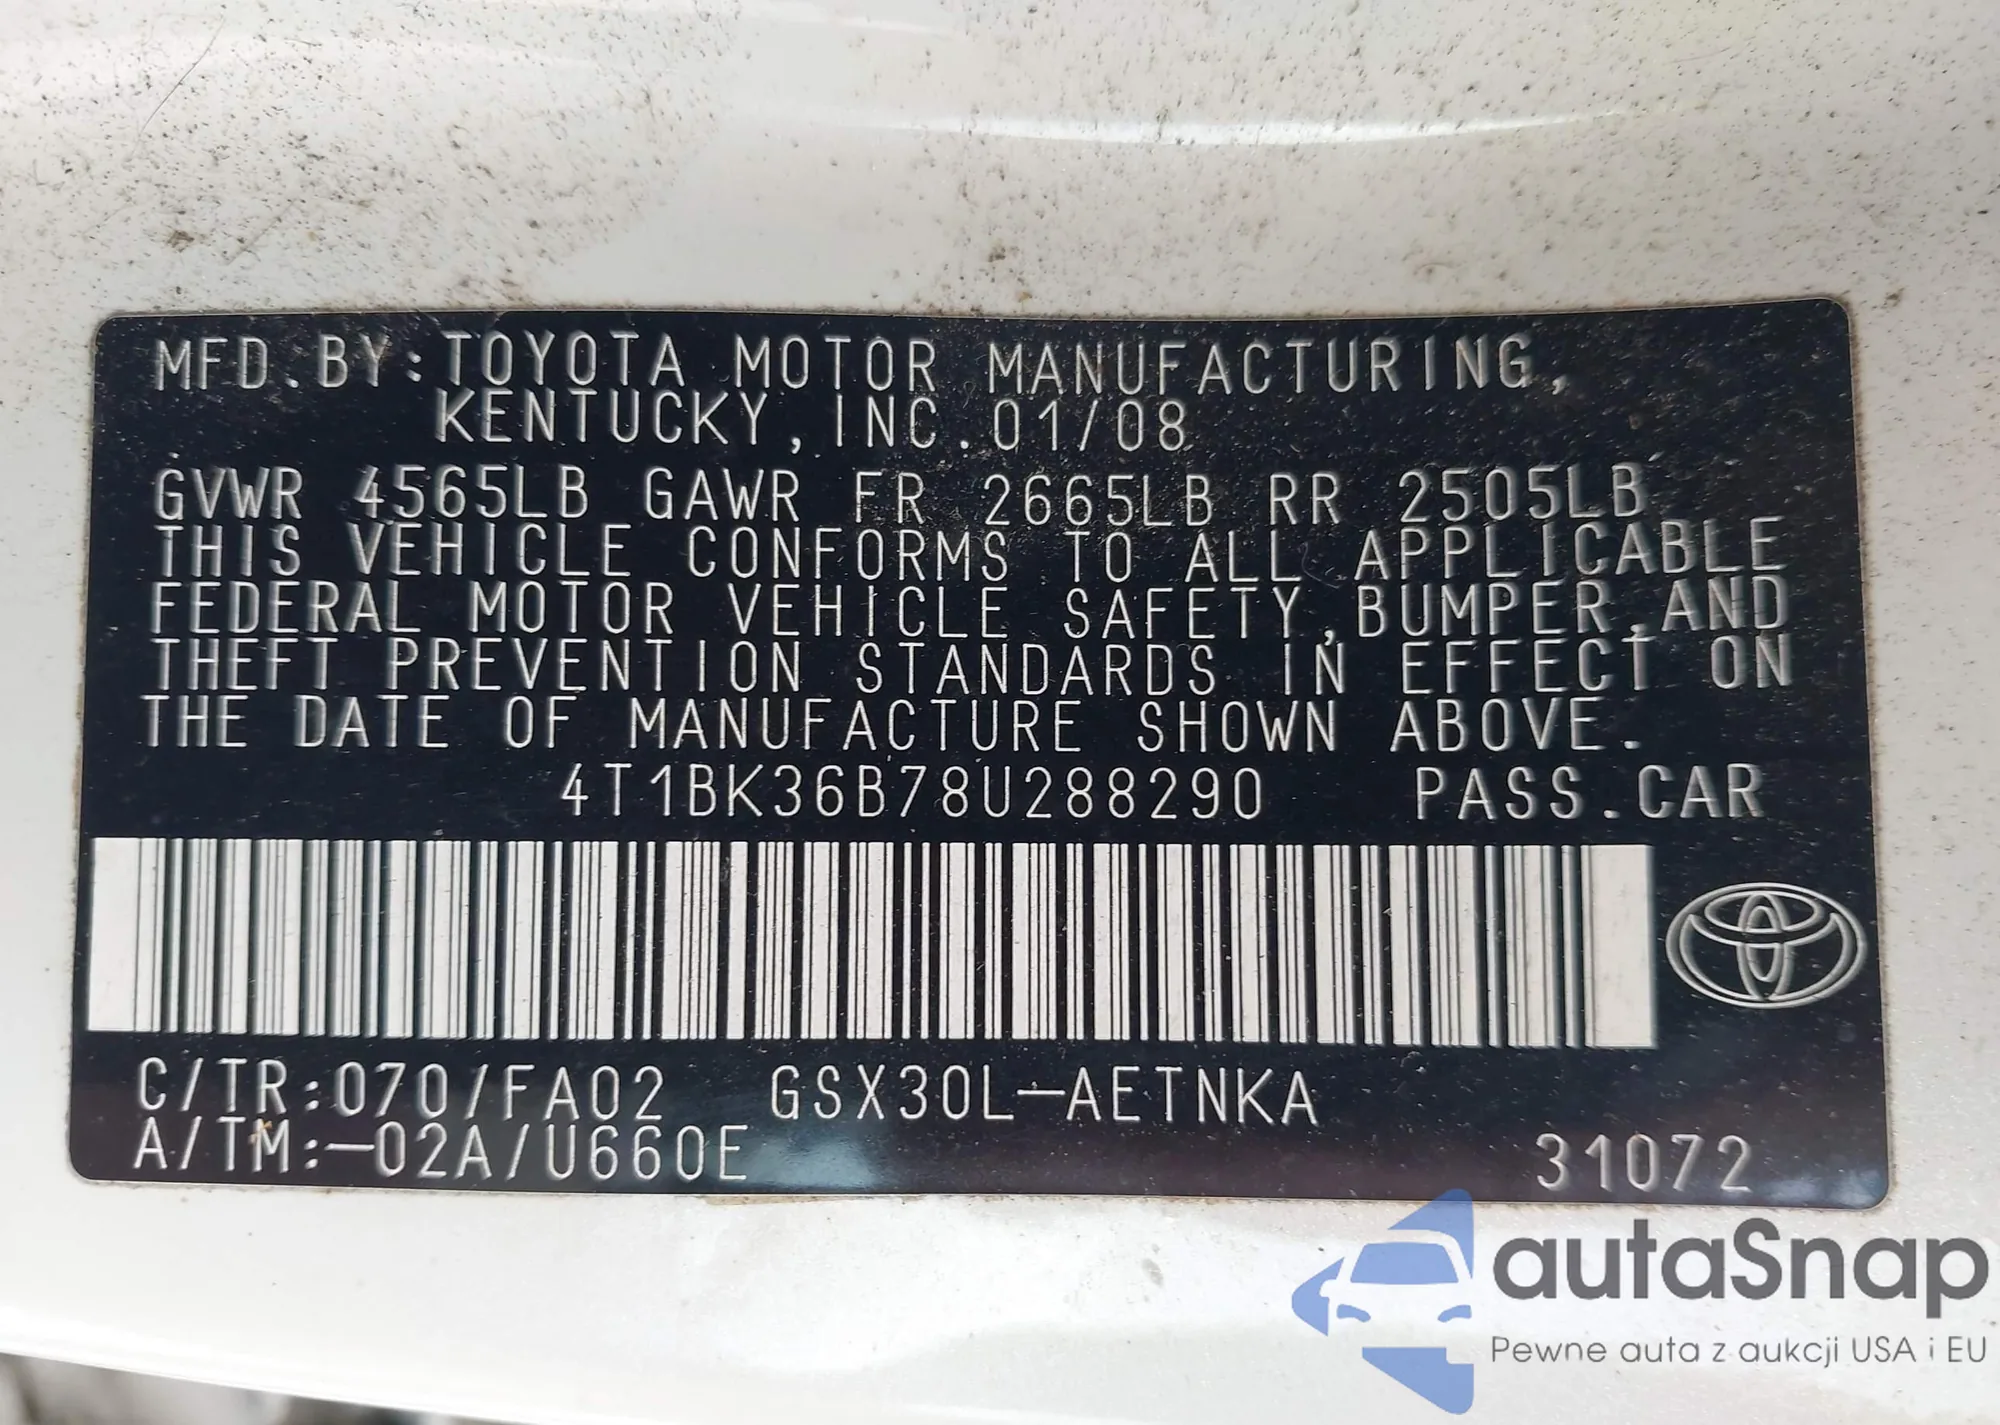 MFD.BY:TOYOTA MOTOR MANUFACTURING,
KENTUCKY,INC.01/08
GVWR 4565LB GAWR FR 2665LB RR 2505LB
THIS VEHICLE CONFORMS TO ALL APPLICABLE
FEDERAL MOTOR VEHICLE SAFETY,BUMPER,AND
THEFT PREVENTION STANDARDS IN EFFECT ON
THE DATE OF MANUFACTURE SHOWN ABOVE.
4T1BK36B78U288290 PASS.CAR
C/TR:070/FA02 GSX30L-AETNKA
A/TM:-02A/U660E 31072
autaSnap
Pewne auta z aukcji USA i EU